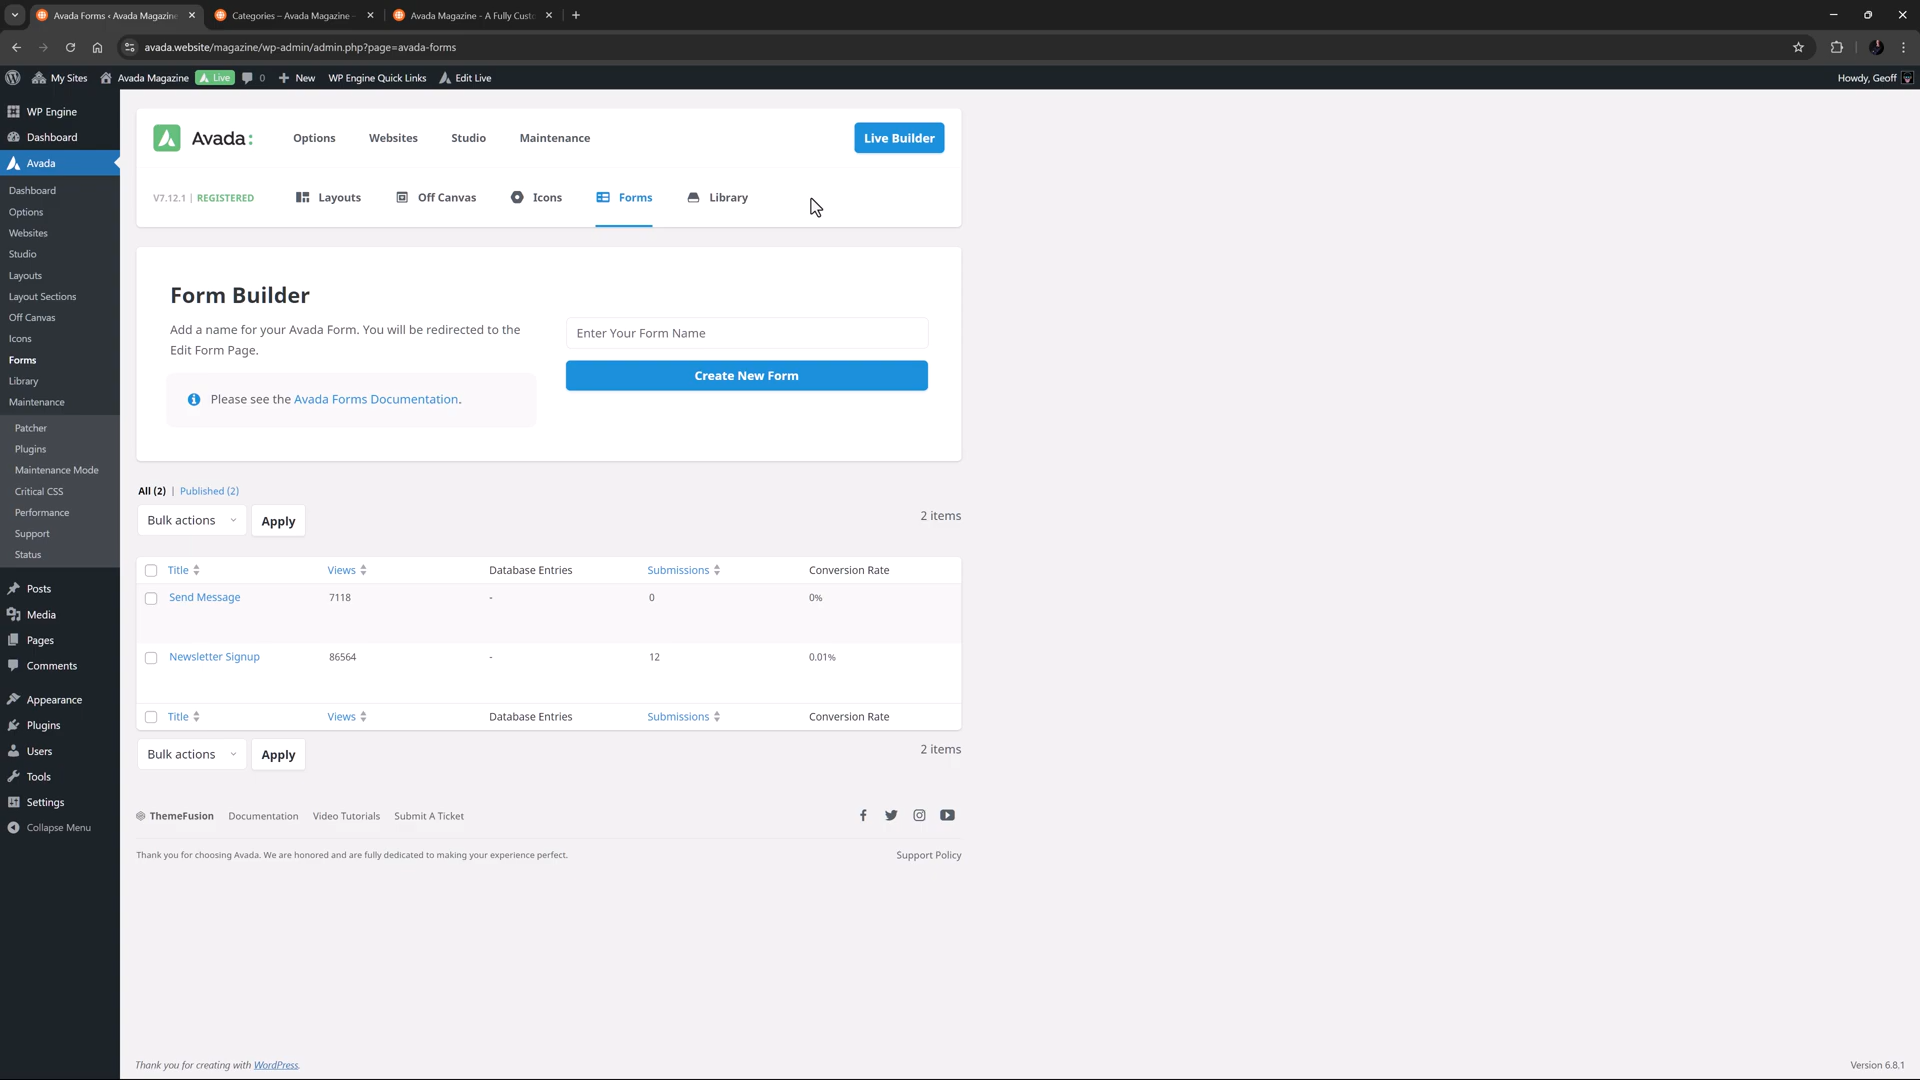 Avada Forms ‹ Avada Magazine
Categories – Avada Magazine –
Avada Magazine - A Fully Custo
avada.website/magazine/wp-admin/admin.php?page=avada-forms
My Sites
Avada Magazine
Live
0
New
WP Engine Quick Links
Edit Live
Howdy, Geoff
WP Engine
Dashboard
Avada
Dashboard
Options
Websites
Studio
Layouts
Layout Sections
Off Canvas
Icons
Forms
Library
Maintenance
Patcher
Plugins
Maintenance Mode
Critical CSS
Performance
Support
Status
Posts
Media
Pages
Comments
Appearance
Plugins
Users
Tools
Settings
Collapse Menu
Avada:
Options
Websites
Studio
Maintenance
Live Builder
V7.12.1 | REGISTERED
Layouts
Off Canvas
Icons
Forms
Library
Form Builder
Add a name for your Avada Form. You will be redirected to the
Edit Form Page.
Please see the Avada Forms Documentation.
Enter Your Form Name
Create New Form
All (2) | Published (2)
Bulk actions
Apply
2 items
Title Views Database Entries Submissions Conversion Rate
Send Message 7118 - 0 0%
Newsletter Signup 86564 - 12 0.01%
Title Views Database Entries Submissions Conversion Rate
Bulk actions
Apply
2 items
ThemeFusion
Documentation
Video Tutorials
Submit A Ticket
Thank you for choosing Avada. We are honored and are fully dedicated to making your experience perfect.
Support Policy
Thank you for creating with WordPress.
Version 6.8.1